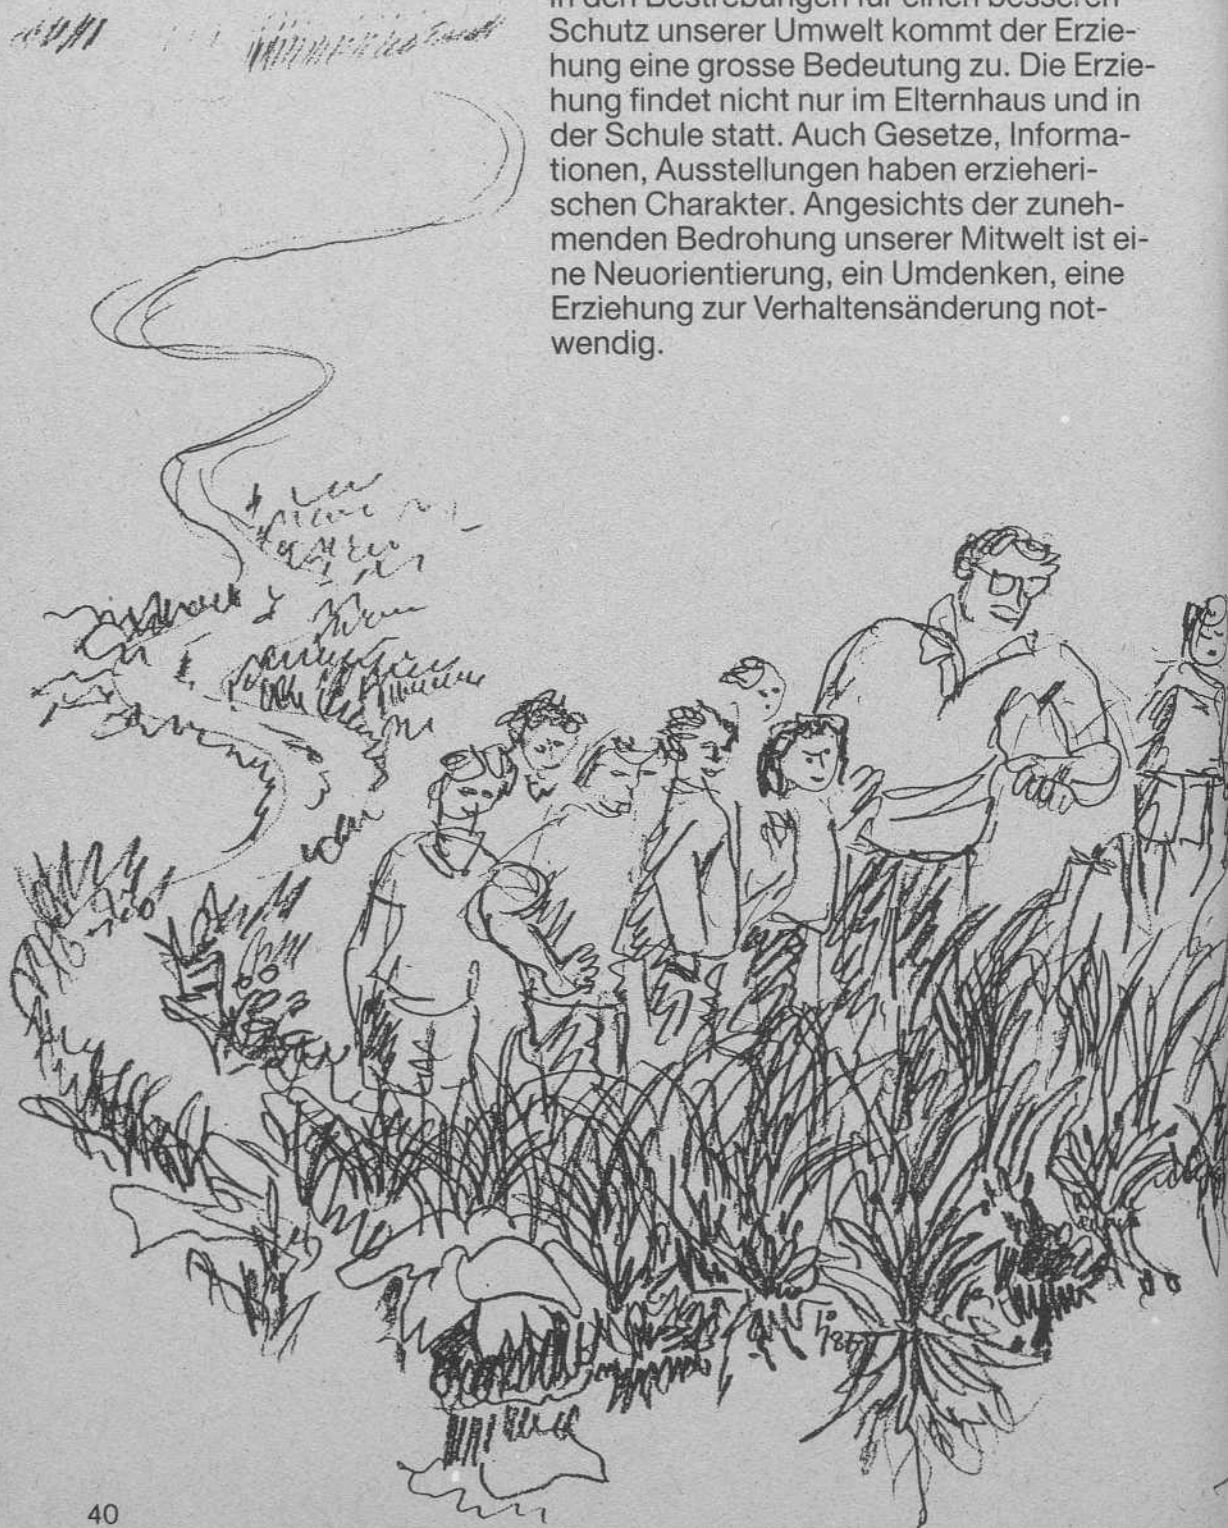 In den Bestrebungen für einen besseren
Schutz unserer Umwelt kommt der Erzie-
hung eine grosse Bedeutung zu. Die Erzie-
hung findet nicht nur im Elternhaus und in
der Schule statt. Auch Gesetze, Informa-
tionen, Ausstellungen haben erzieheri-
schen Charakter. Angesichts der zuneh-
menden Bedrohung unserer Mitwelt ist ei-
ne Neuorientierung, ein Umdenken, eine
Erziehung zur Verhaltensänderung not-
wendig.
40